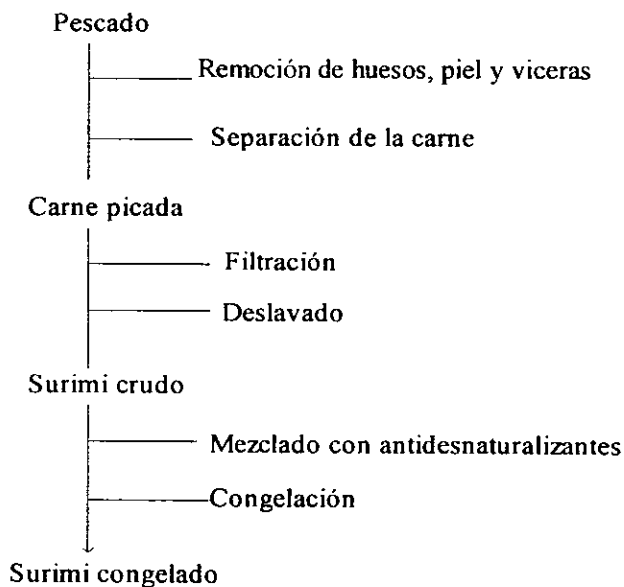 Pescado
Remoción de huesos, piel y viceras
Separación de la carne
Carne picada
Filtración
Deslavado
Surimi crudo
Mezclado con antidesnaturalizantes
Congelación
Surimi congelado